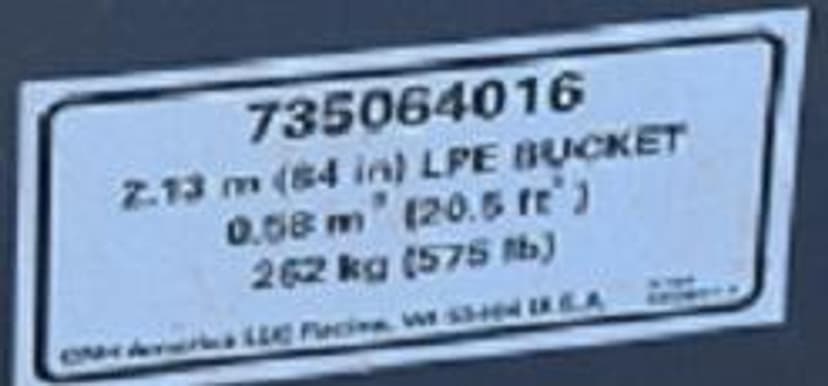 735064016
2.13 m (84 in) LPE BUCKET
0.58 m³ (20.5 ft³)
262 kg (575 lb)
CNH America LLC Racine, WI 53404 U.S.A.